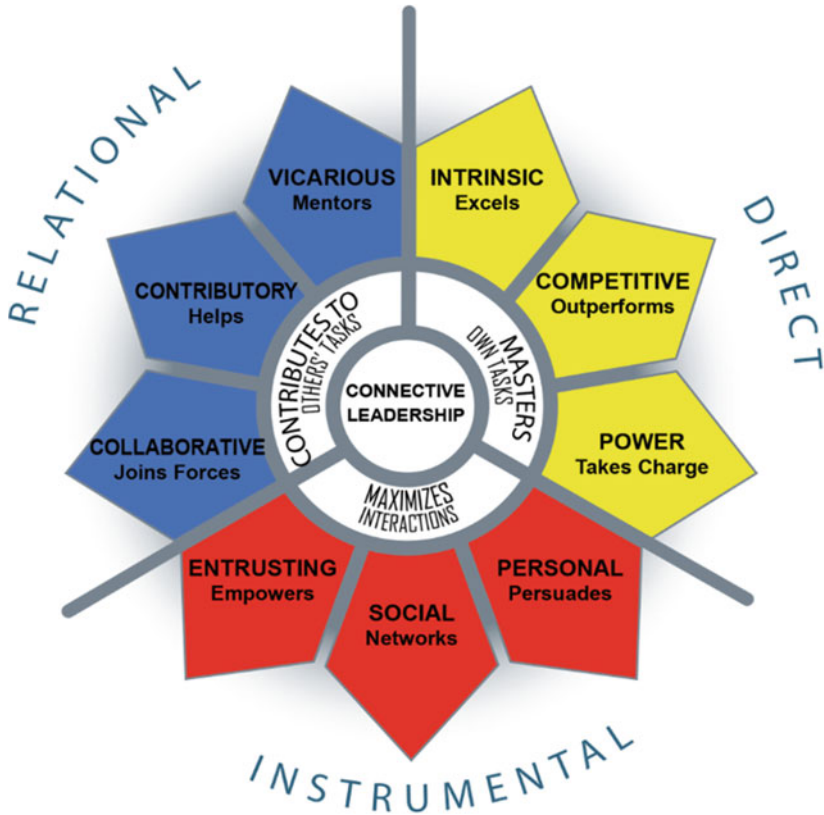 RELATIONAL
DIRECT
INSTRUMENTAL
VICARIOUS
Mentors
INTRINSIC
Excels
CONTRIBUTORY
Helps
COMPETITIVE
Outperforms
COLLABORATIVE
Joins Forces
POWER
Takes Charge
ENTRUSTING
Empowers
SOCIAL
Networks
PERSONAL
Persuades
CONTRIBUTES TO
OTHERS' TASKS
MASTERS
OWN TASKS
MAXIMIZES
INTERACTIONS
CONNECTIVE
LEADERSHIP